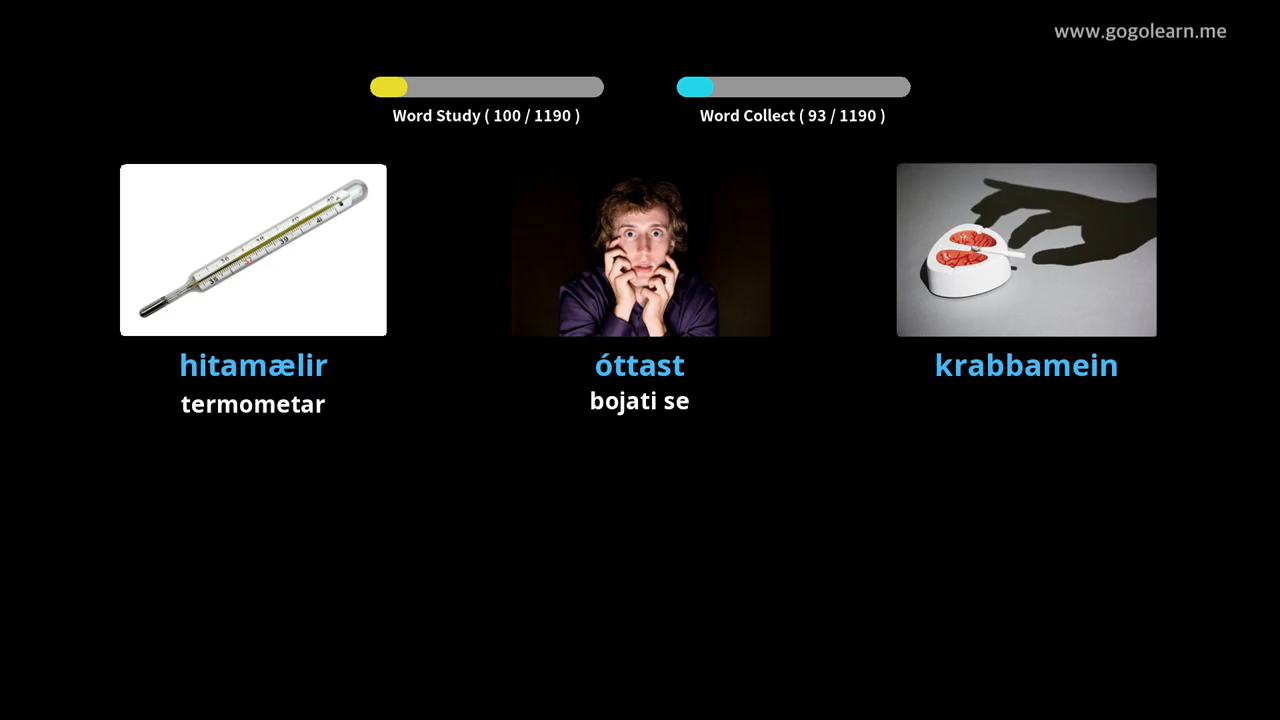 www.gogolearn.me
Word Study ( 100 / 1190 )
Word Collect ( 93 / 1190 )
hitamælir
óttast
krabbamein
termometar
bojati se